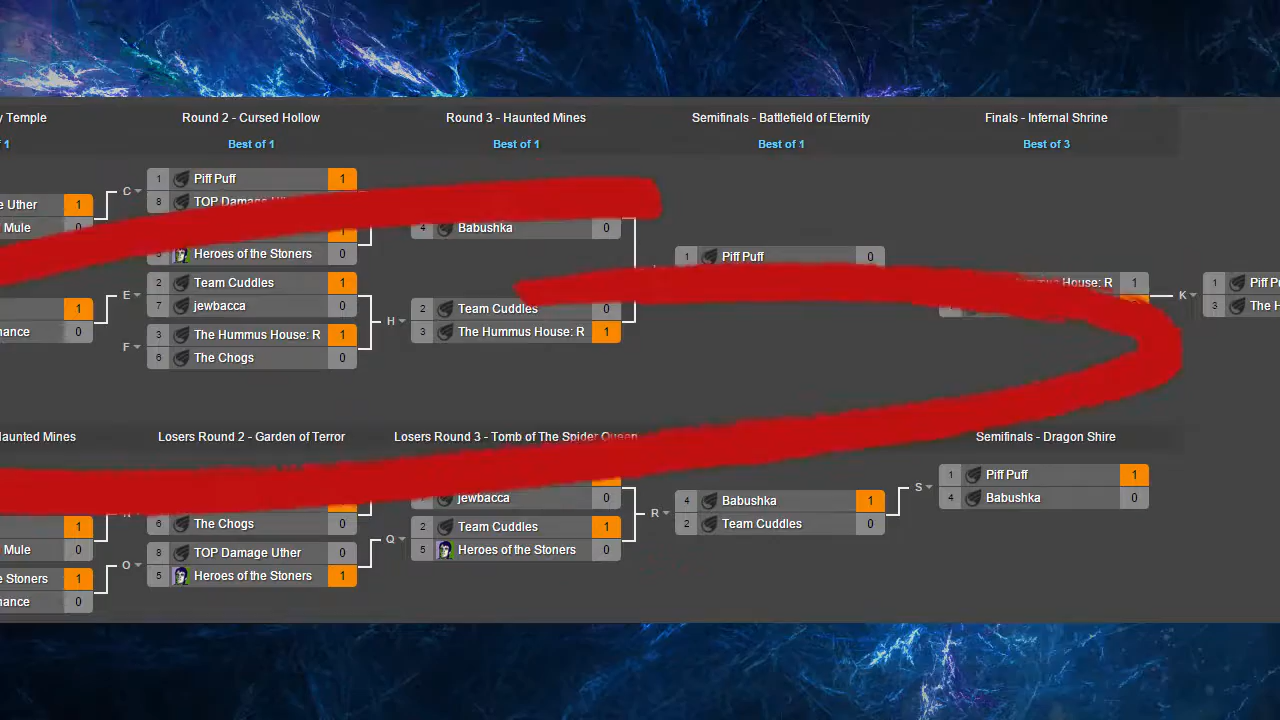 y Temple
Round 2 - Cursed Hollow
Round 3 - Haunted Mines
Semifinals - Battlefield of Eternity
Finals - Infernal Shrine
f 1
Best of 1
Best of 1
Best of 1
Best of 3
e Uther 1
Mule 0
C
1 Piff Puff 1
8 TOP Damage Uther
1
5 Heroes of the Stoners 0
4 Babushka 0
1 Piff Puff 0
1
nance 0
E
2 Team Cuddles 1
7 jewbacca 0
F
3 The Hummus House: R 1
6 The Chogs 0
H
2 Team Cuddles 0
3 The Hummus House: R 1
House: R 1
K
1 Piff Pu
3 The H
Haunted Mines
Losers Round 2 - Garden of Terror
Losers Round 3 - Tomb of The Spider Queen
Semifinals - Dragon Shire
1
Mule 0
e Stoners 1
nance 0
6 The Chogs 0
O
8 TOP Damage Uther 0
5 Heroes of the Stoners 1
jewbacca 0
Q
2 Team Cuddles 1
5 Heroes of the Stoners 0
R
4 Babushka 1
2 Team Cuddles 0
S
1 Piff Puff 1
4 Babushka 0